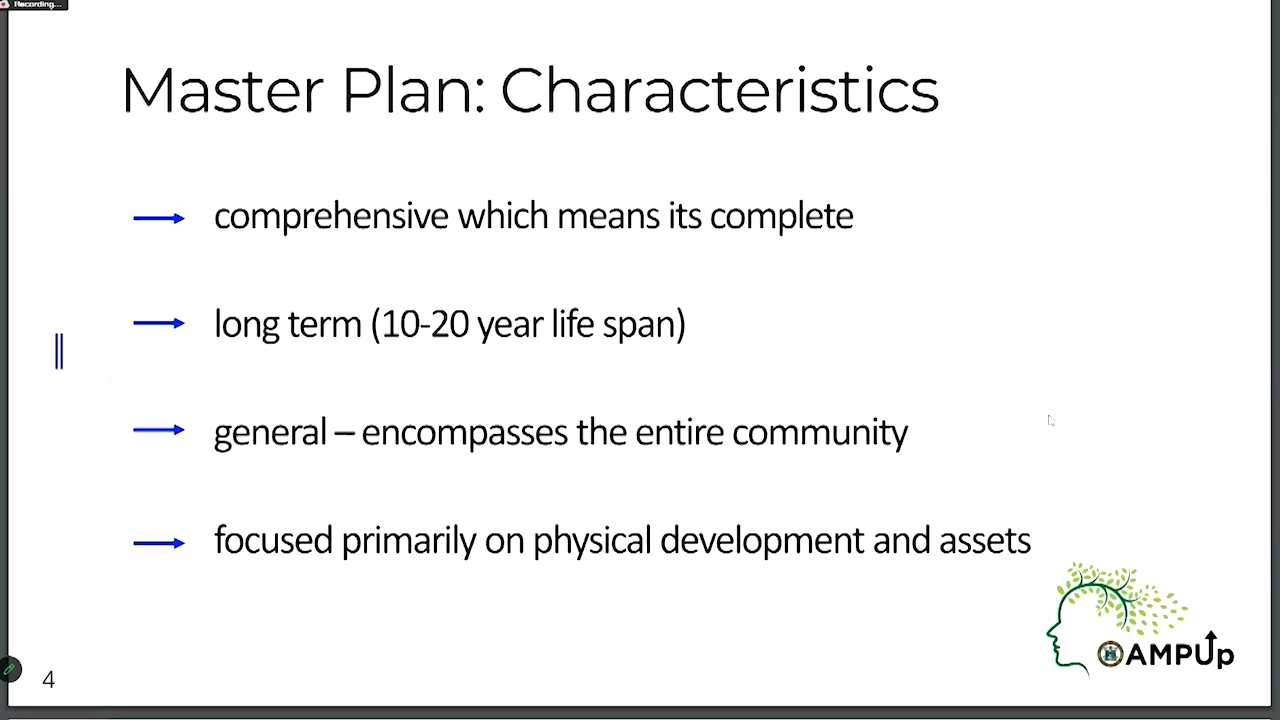 Recording...
Master Plan: Characteristics
comprehensive which means its complete
long term (10-20 year life span)
general – encompasses the entire community
focused primarily on physical development and assets
AMPUp
4